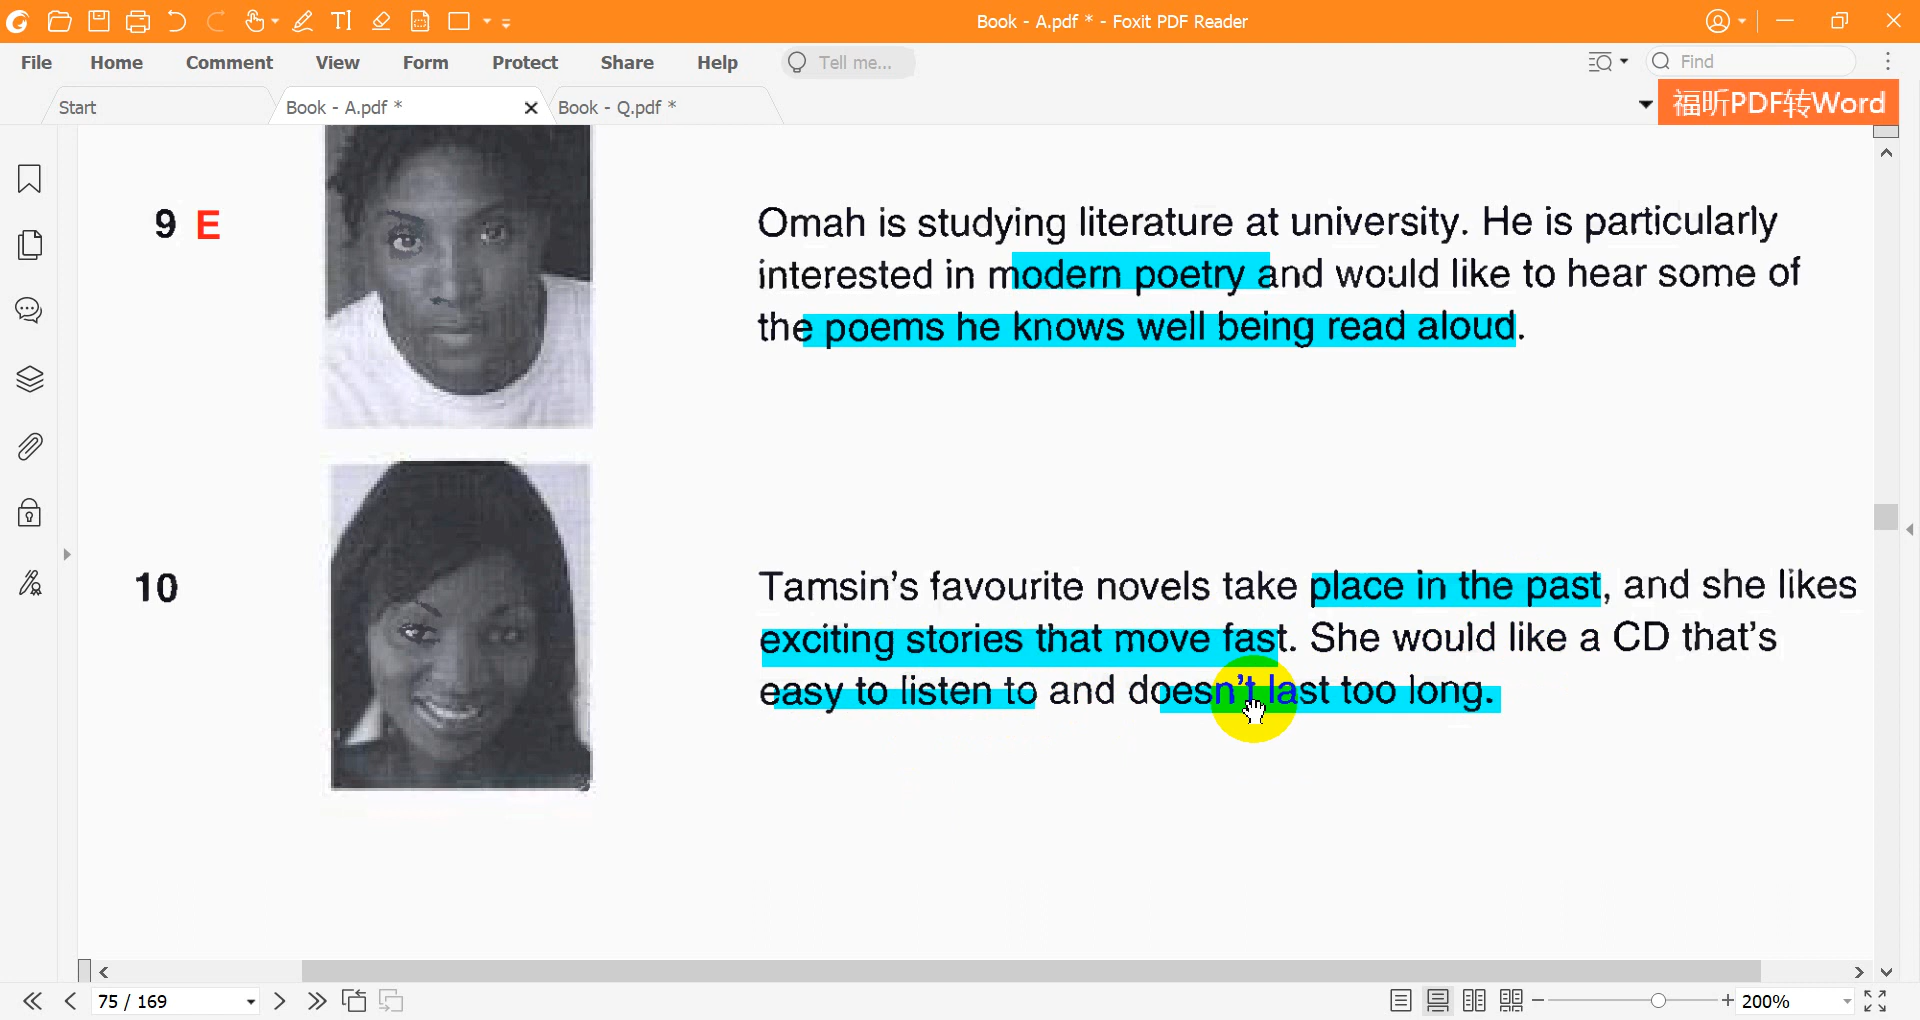 Book - A.pdf * - Foxit PDF Reader
File Home Comment View Form Protect Share Help Tell me... Find
Start Book - A.pdf * Book - Q.pdf * 福昕PDF转Word
9 E
Omah is studying literature at university. He is particularly
interested in modern poetry and would like to hear some of
the poems he knows well being read aloud.
10
Tamsin's favourite novels take place in the past, and she likes
exciting stories that move fast. She would like a CD that's
easy to listen to and doesn't last too long.
75 / 169 200%